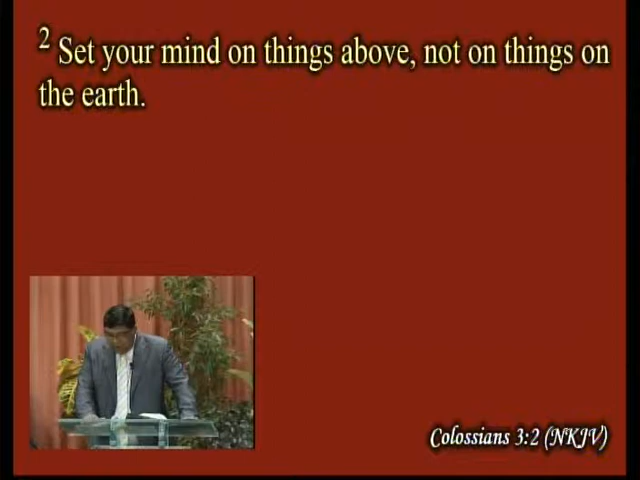 2 Set your mind on things above, not on things on
the earth.
Colossians 3:2 (NKJV)